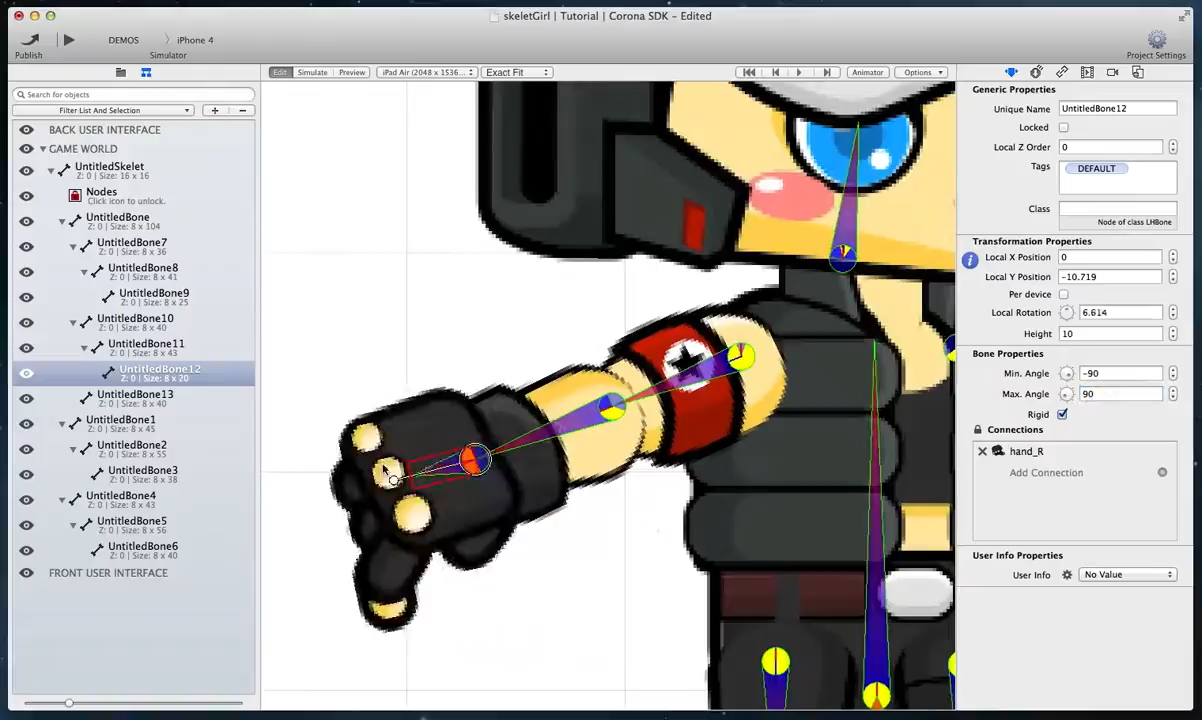 skeletGirl | Tutorial | Corona SDK - Edited
Publish
DEMOS
iPhone 4
Simulator
Project Settings
Edit Simulate Preview iPad Air (2048 x 1536... Exact Fit Animator Options
Search for objects
Filter List And Selection
BACK USER INTERFACE
GAME WORLD
UntitledSkelet
Z: 0 | Size: 16 x 16
Nodes
Click icon to unlock.
UntitledBone
Z: 0 | Size: 8 x 104
UntitledBone7
Z: 0 | Size: 8 x 36
UntitledBone8
Z: 0 | Size: 8 x 41
UntitledBone9
Z: 0 | Size: 8 x 25
UntitledBone10
Z: 0 | Size: 8 x 40
UntitledBone11
Z: 0 | Size: 8 x 43
UntitledBone12
Z: 0 | Size: 8 x 20
UntitledBone13
Z: 0 | Size: 8 x 40
UntitledBone1
Z: 0 | Size: 8 x 45
UntitledBone2
Z: 0 | Size: 8 x 55
UntitledBone3
Z: 0 | Size: 8 x 38
UntitledBone4
Z: 0 | Size: 8 x 43
UntitledBone5
Z: 0 | Size: 8 x 56
UntitledBone6
Z: 0 | Size: 8 x 40
FRONT USER INTERFACE
Generic Properties
Unique Name UntitledBone12
Locked
Local Z Order 0
Tags DEFAULT
Class
Node of class LHBone
Transformation Properties
Local X Position 0
Local Y Position -10.719
Per device
Local Rotation 6.614
Height 10
Bone Properties
Min. Angle -90
Max. Angle 90
Rigid
Connections
hand_R
Add Connection
User Info Properties
User Info No Value